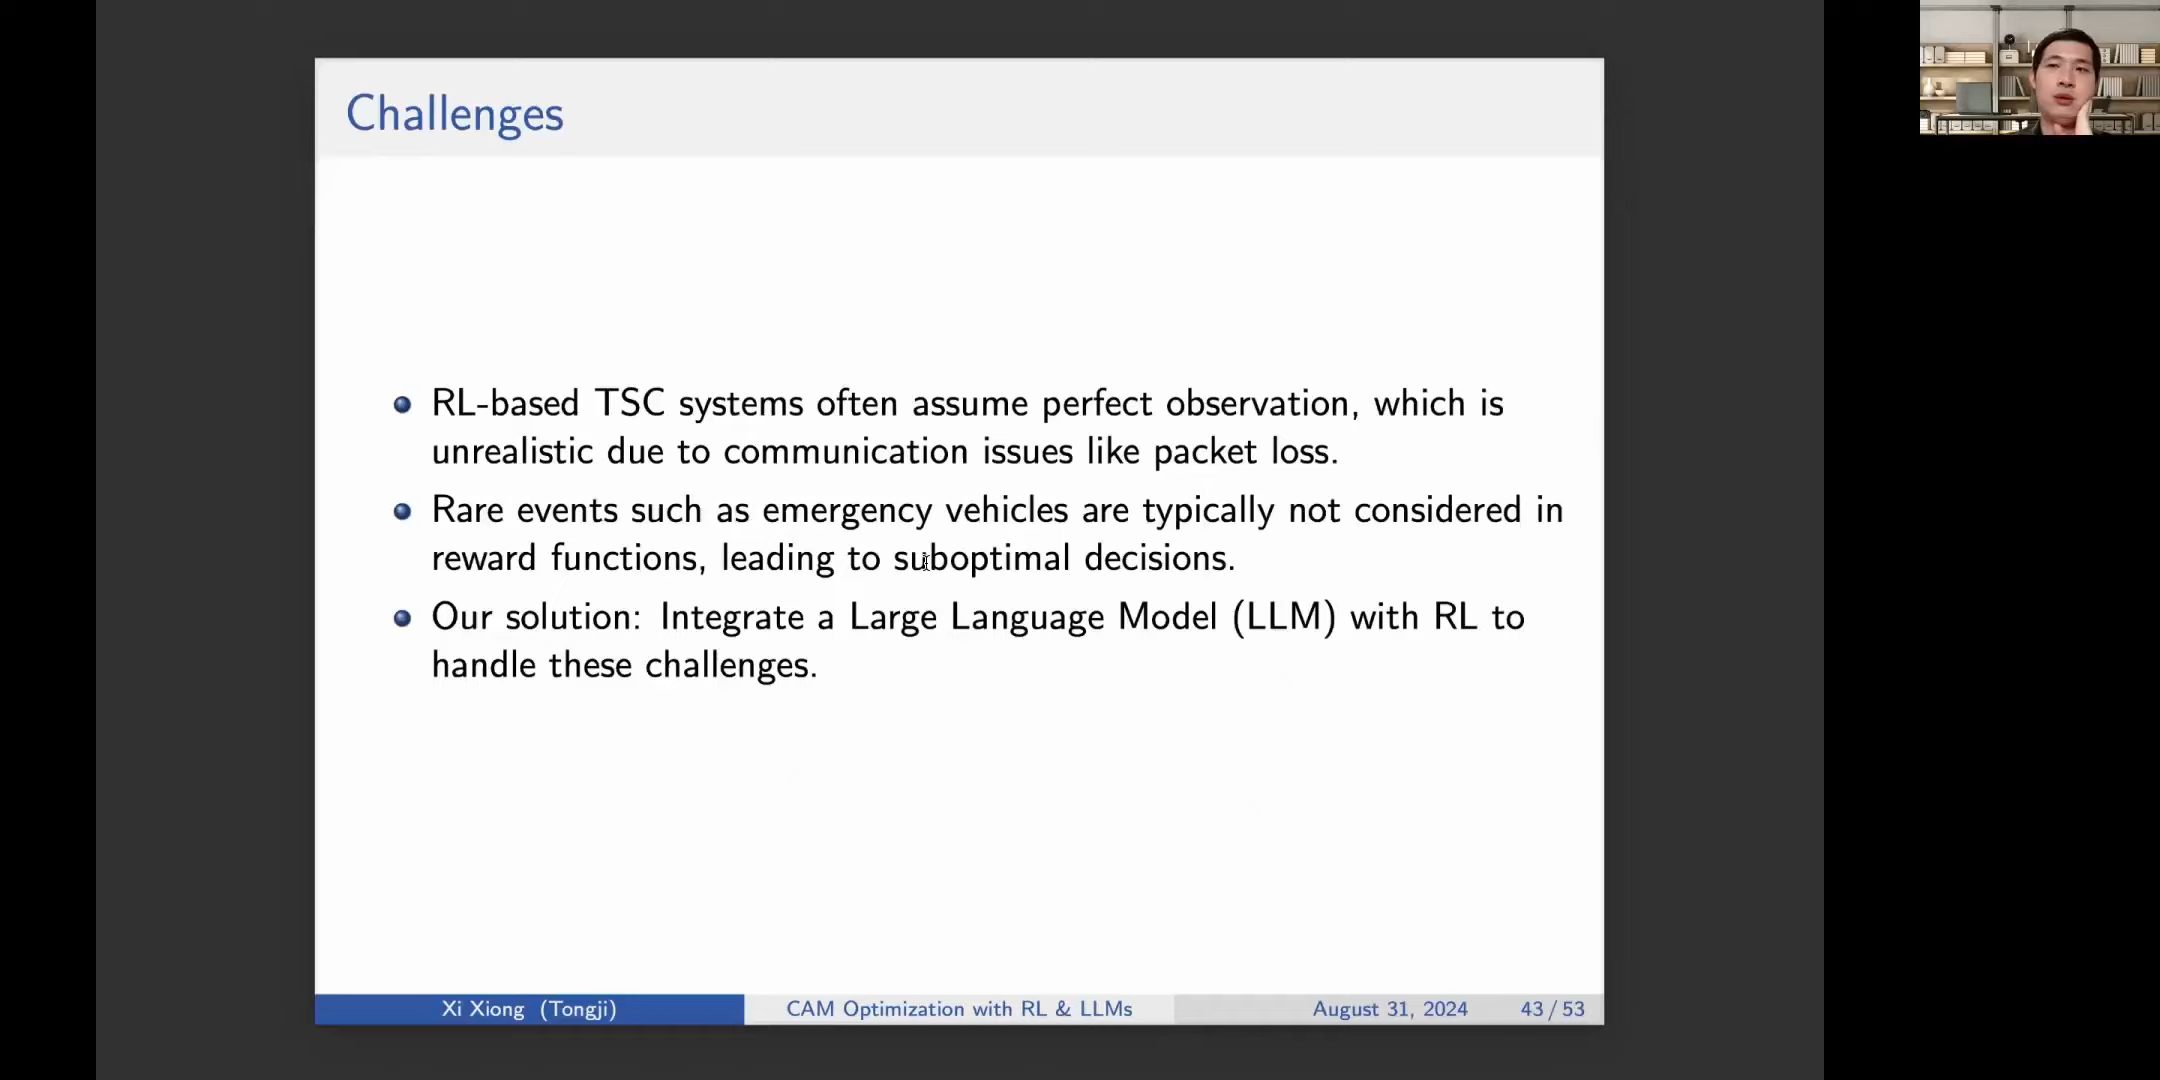 Challenges
RL-based TSC systems often assume perfect observation, which is
unrealistic due to communication issues like packet loss.
Rare events such as emergency vehicles are typically not considered in
reward functions, leading to suboptimal decisions.
Our solution: Integrate a Large Language Model (LLM) with RL to
handle these challenges.
Xi Xiong (Tongji) CAM Optimization with RL & LLMs August 31, 2024 43 / 53